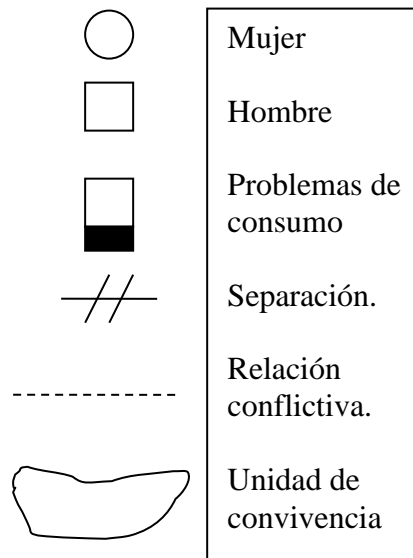 Mujer
Hombre
Problemas de
consumo
Separación.
Relación
conflictiva.
Unidad de
convivencia